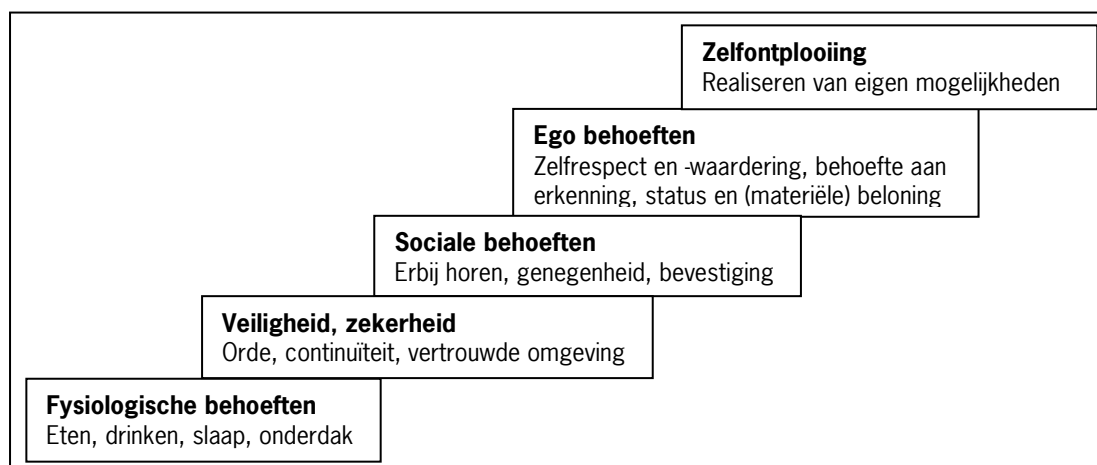 Zelfontplooiing
Realiseren van eigen mogelijkheden
Ego behoeften
Zelfrespect en -waardering, behoefte aan
erkenning, status en (materiële) beloning
Sociale behoeften
Erbij horen, genegenheid, bevestiging
Veiligheid, zekerheid
Orde, continuïteit, vertrouwde omgeving
Fysiologische behoeften
Eten, drinken, slaap, onderdak